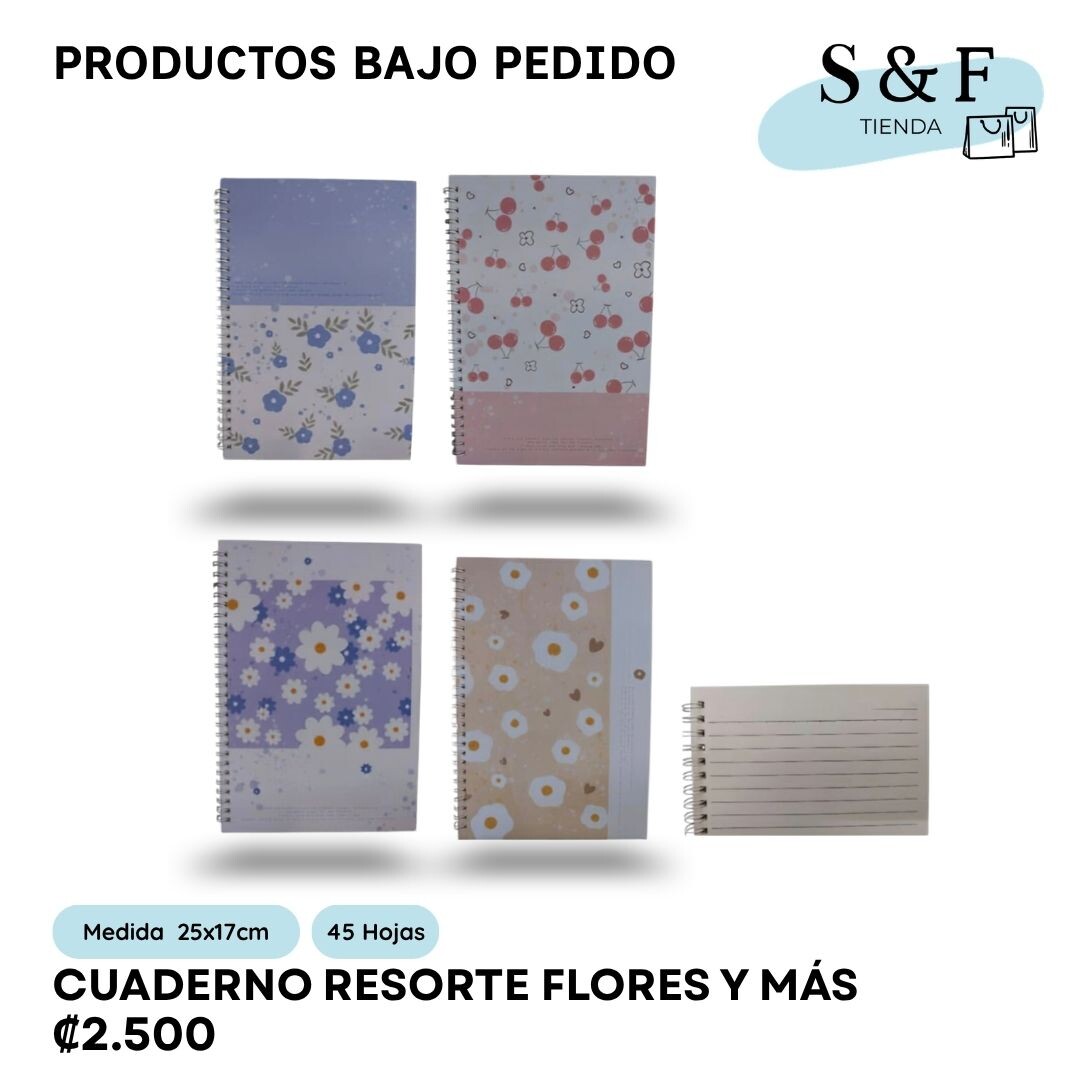 PRODUCTOS BAJO PEDIDO
S & F
TIENDA
Medida 25x17cm
45 Hojas
CUADERNO RESORTE FLORES Y MÁS
₡2.500